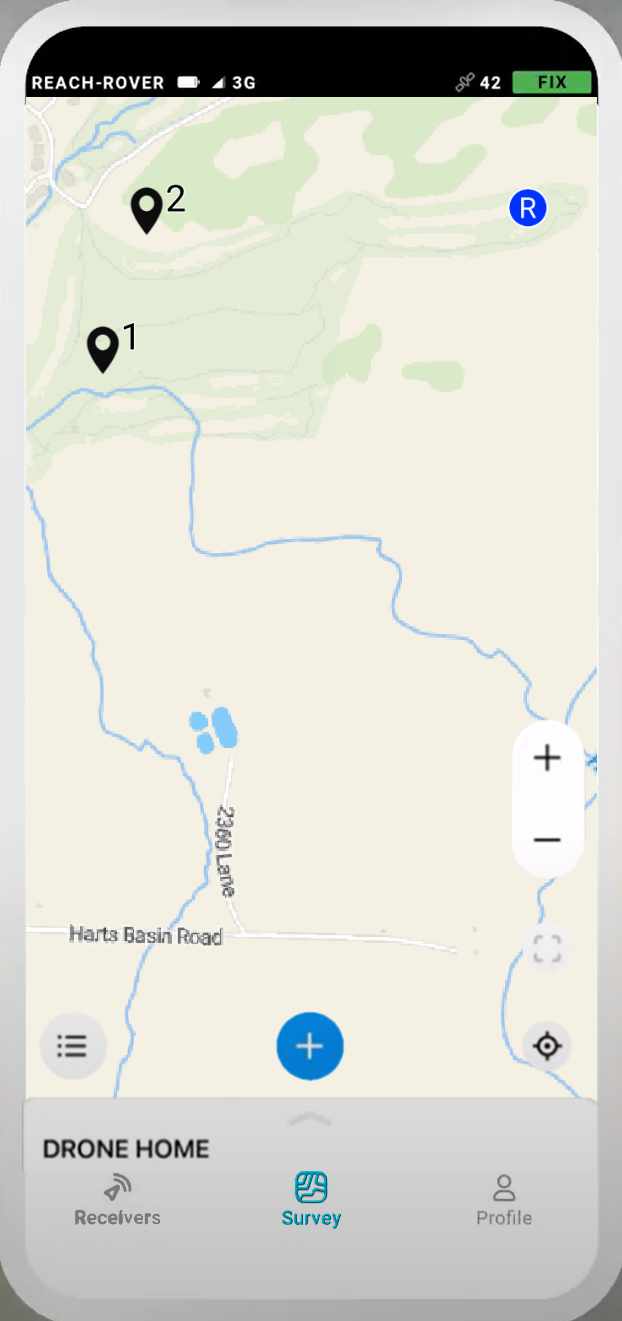 REACH-ROVER 3G 42 FIX
2
R
1
2360 Lane
Harts Basin Road
DRONE HOME
Receivers Survey Profile